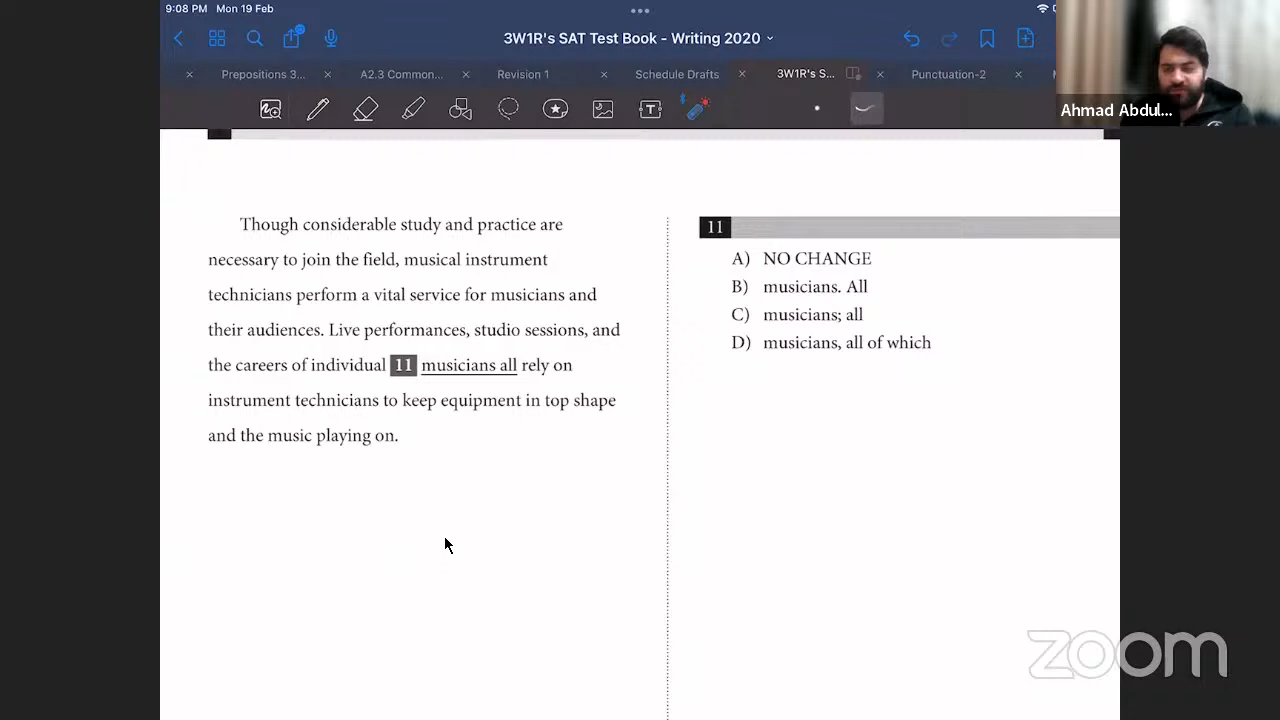 9:08 PM Mon 19 Feb
3W1R's SAT Test Book - Writing 2020
Prepositions 3...
A2.3 Common...
Revision 1
Schedule Drafts
3W1R's S...
Punctuation-2
Ahmad Abdul...
Though considerable study and practice are
necessary to join the field, musical instrument
technicians perform a vital service for musicians and
their audiences. Live performances, studio sessions, and
the careers of individual 11 musicians all rely on
instrument technicians to keep equipment in top shape
and the music playing on.
11
A) NO CHANGE
B) musicians. All
C) musicians; all
D) musicians, all of which
zoom